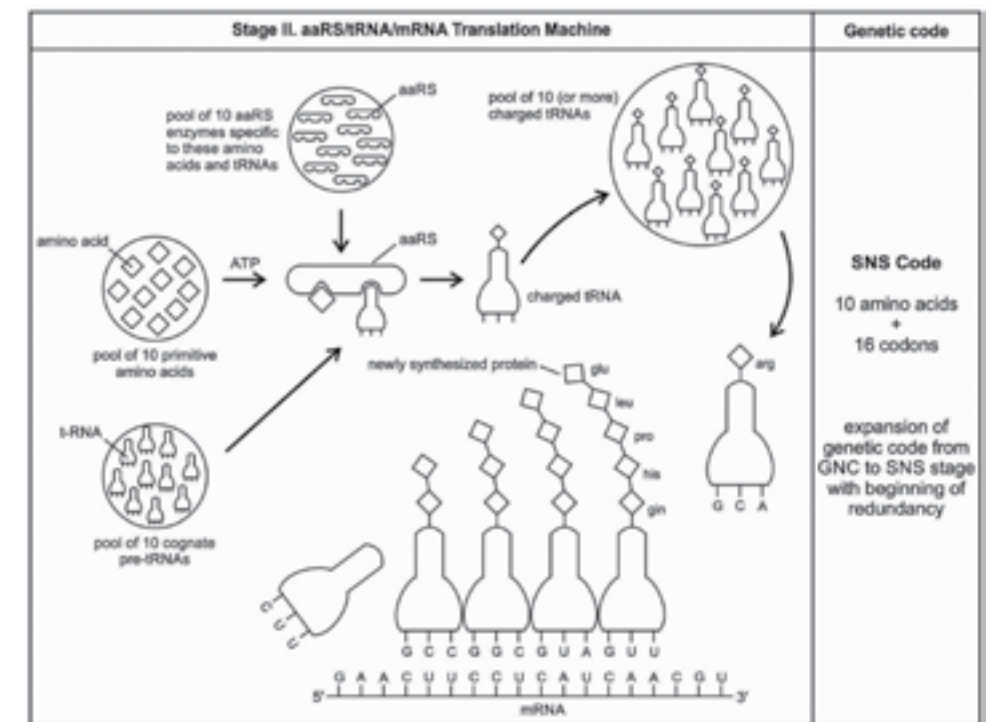 Stage II. aaRS/tRNA/mRNA Translation Machine
Genetic code
aaRS
pool of 10 aaRS
enzymes specific
to these amino
acids and tRNAs
pool of 10 (or more)
charged tRNAs
amino acid
ATP
aaRS
charged tRNA
pool of 10 primitive
amino acids
newly synthesized protein
glu
leu
pro
his
gln
arg
G C A
t-RNA
pool of 10 cognate
pre-tRNAs
C U U
G C C G G C G U A G U U
G A A C U U C C U C A U C A A C G U
5' 3'
mRNA
SNS Code
10 amino acids
+
16 codons
expansion of
genetic code from
GNC to SNS stage
with beginning of
redundancy